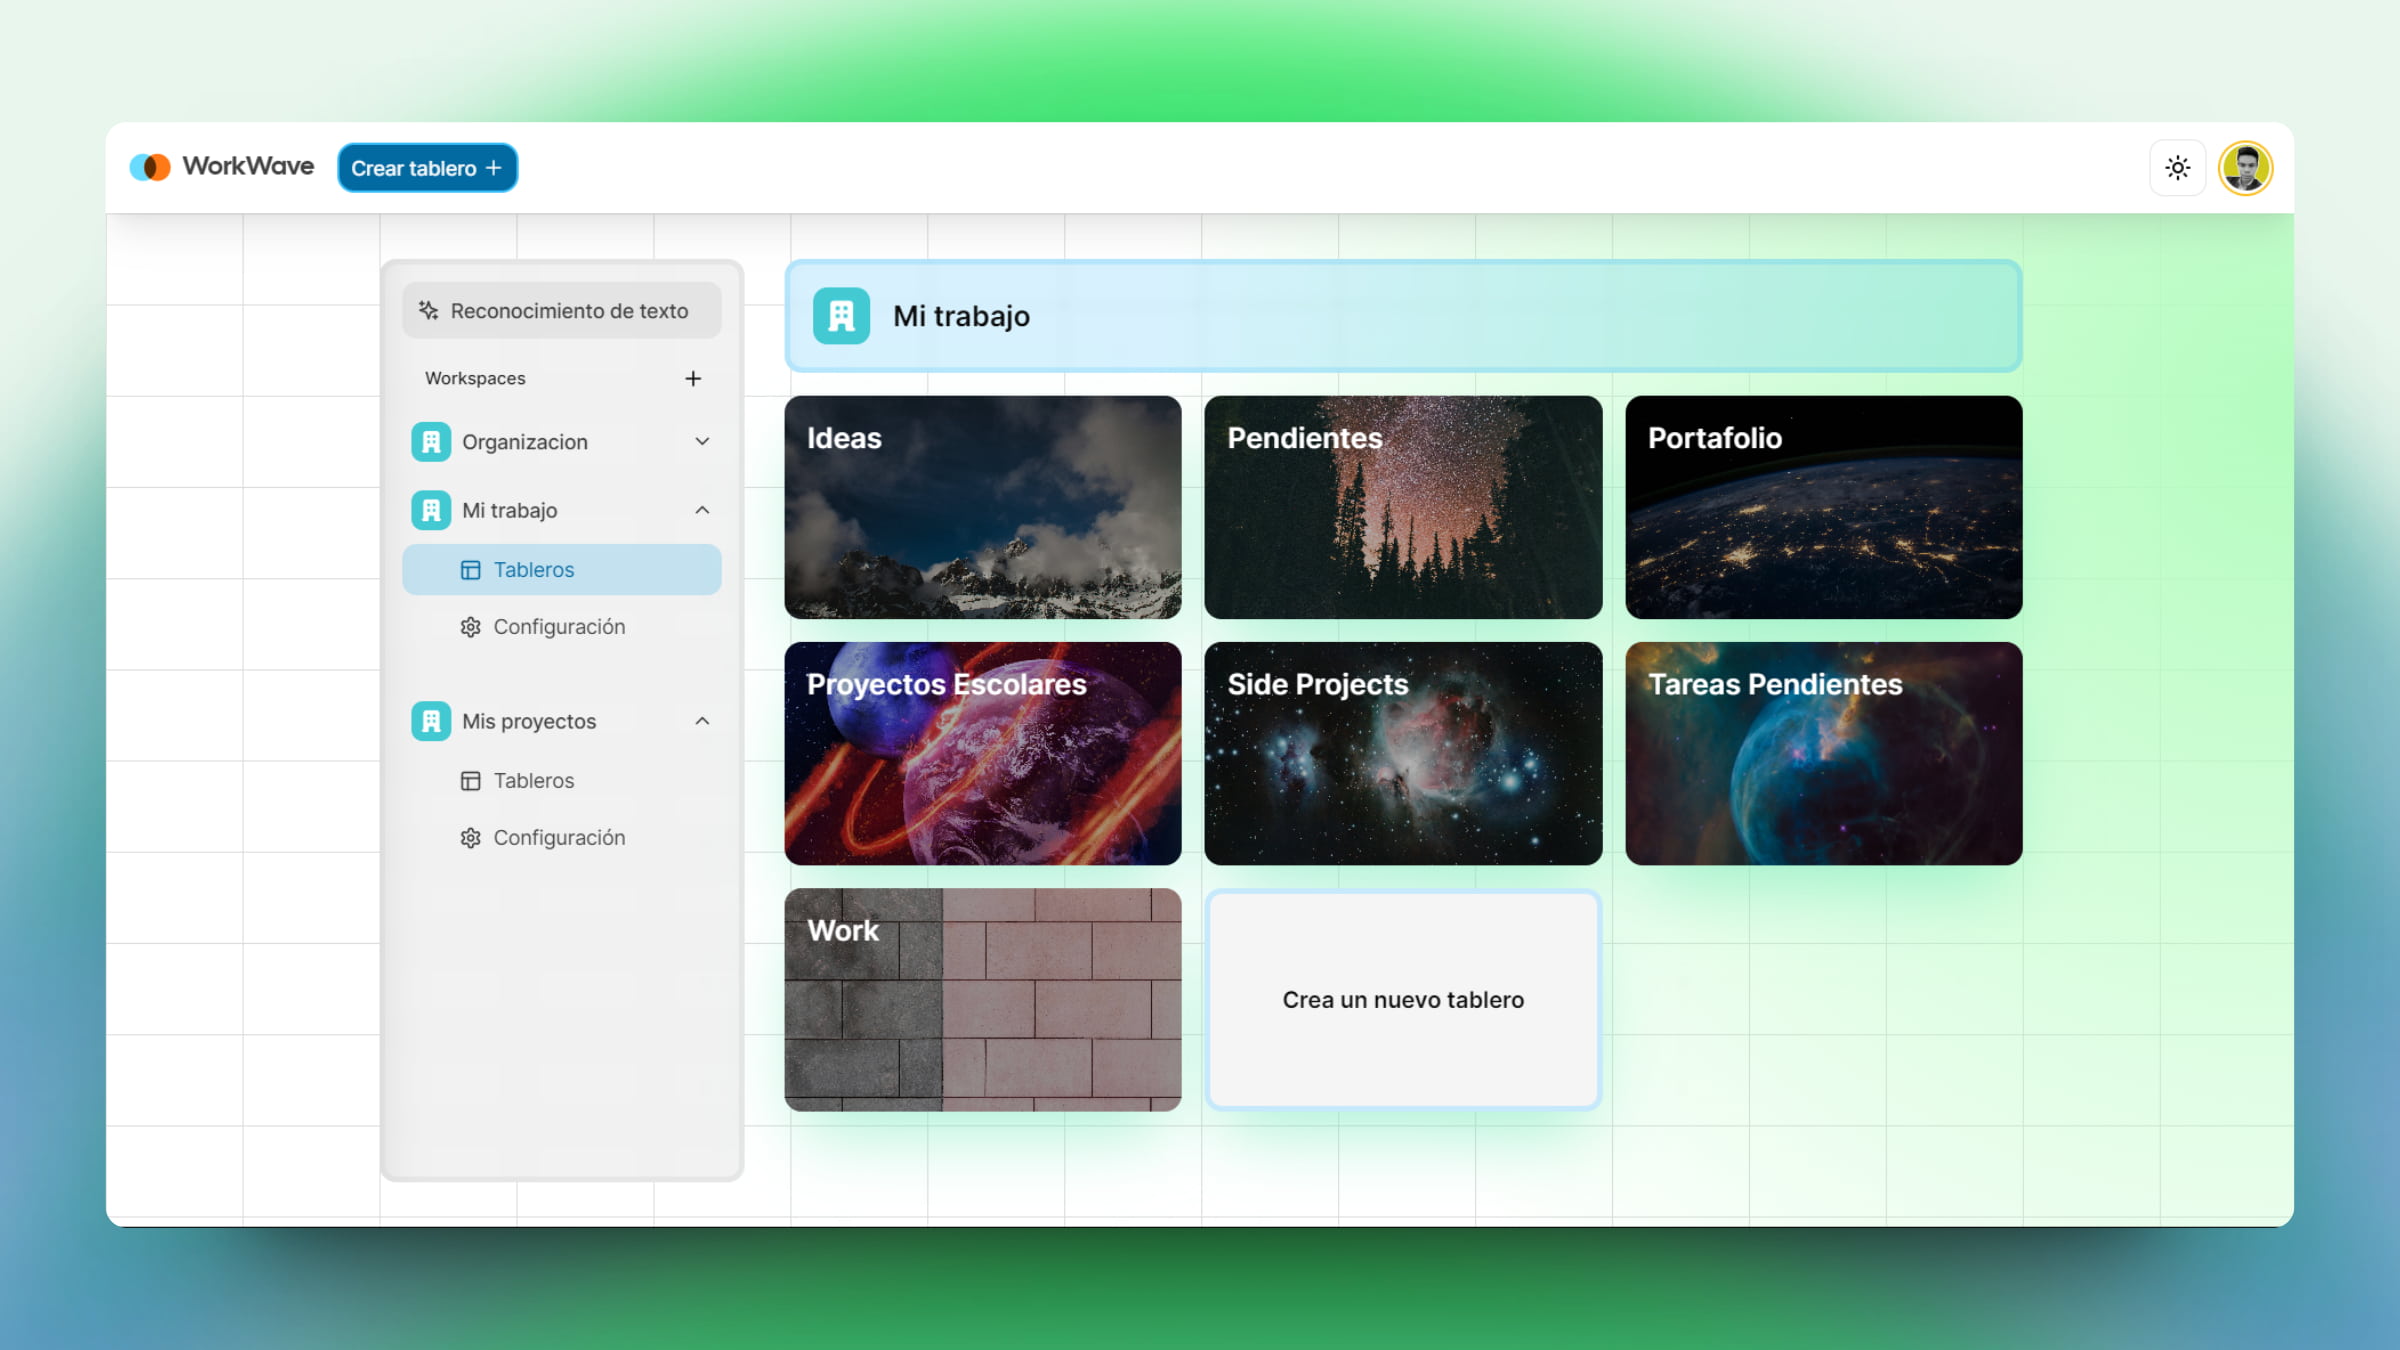 WorkWave
Crear tablero +
Reconocimiento de texto
Workspaces +
Organizacion
Mi trabajo
Tableros
Configuración
Mis proyectos
Tableros
Configuración
Mi trabajo
Ideas
Pendientes
Portafolio
Proyectos Escolares
Side Projects
Tareas Pendientes
Work
Crea un nuevo tablero